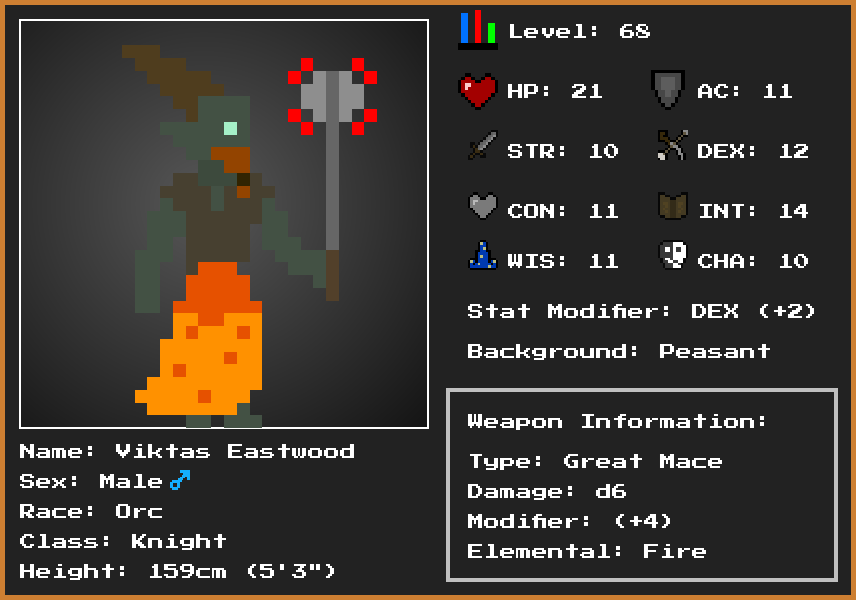 Level: 68
HP: 21
AC: 11
STR: 10
DEX: 12
CON: 11
INT: 14
WIS: 11
CHA: 10
Stat Modifier: DEX (+2)
Background: Peasant
Weapon Information:
Type: Great Mace
Damage: d6
Modifier: (+4)
Elemental: Fire
Name: Viktas Eastwood
Sex: Male ♂
Race: Orc
Class: Knight
Height: 159cm (5'3")